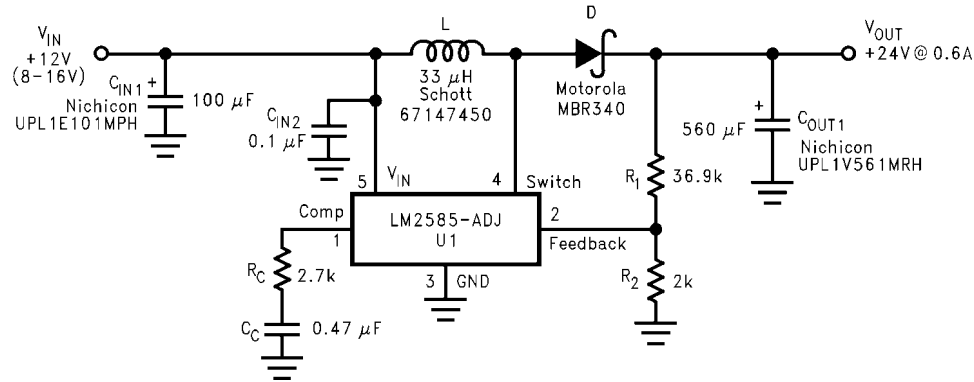 V_IN
+12V
(8-16V)
C_IN1 +
100 μF
Nichicon
UPL1E101MPH
C_IN2
0.1 μF
L
33 μH
Schott
67147450
D
Motorola
MBR340
V_OUT
+24V @ 0.6A
+
560 μF
C_OUT1
Nichicon
UPL1V561MRH
R_1
36.9k
5
V_IN
4
Switch
Comp
1
LM2585-ADJ
U1
2
Feedback
3
GND
R_C
2.7k
C_C
0.47 μF
R_2
2k